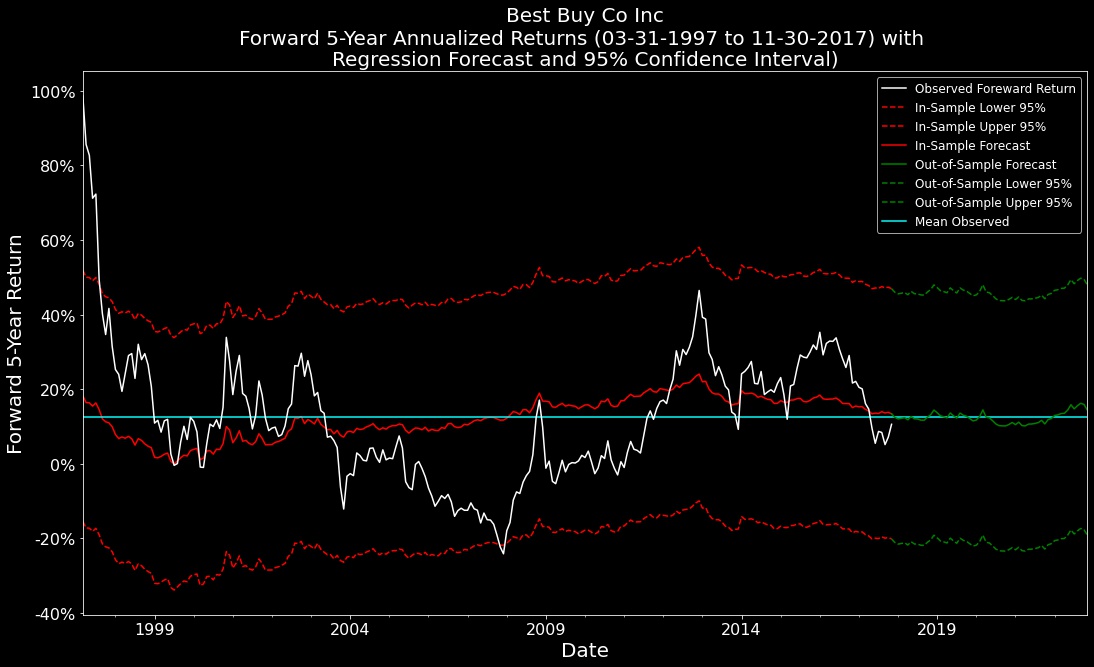 Best Buy Co Inc
Forward 5-Year Annualized Returns (03-31-1997 to 11-30-2017) with
Regression Forecast and 95% Confidence Interval)
Observed Foreward Return
In-Sample Lower 95%
In-Sample Upper 95%
In-Sample Forecast
Out-of-Sample Forecast
Out-of-Sample Lower 95%
Out-of-Sample Upper 95%
Mean Observed
Forward 5-Year Return
100%
80%
60%
40%
20%
0%
-20%
-40%
1999
2004
2009
2014
2019
Date